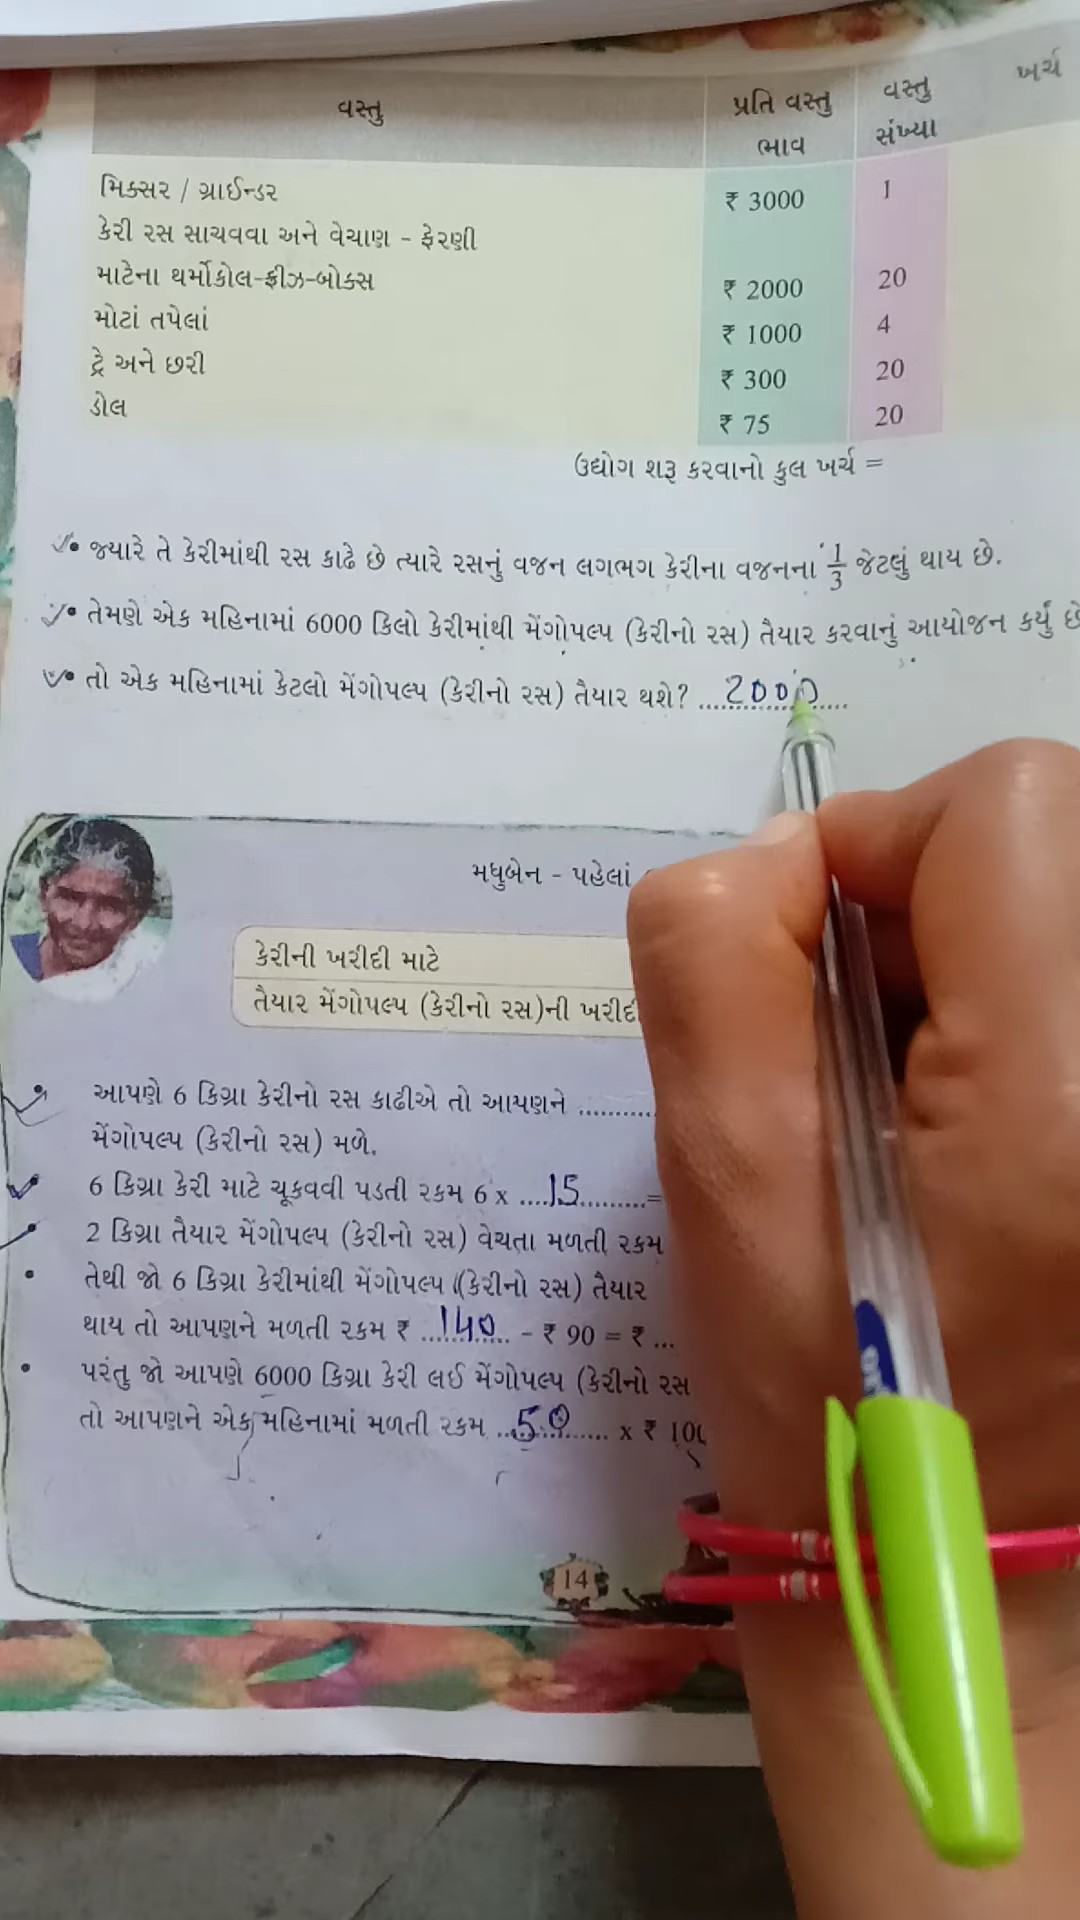 વસ્તુ પ્રતિ વસ્તુ ભાવ વસ્તુ સંખ્યા ખર્ચ
મિક્સર / ગ્રાઈન્ડર ₹ 3000 1
કેરી રસ સાચવવા અને વેચાણ - ફેરણી
માટેના થર્મોકોલ-ફ્રીઝ-બોક્સ ₹ 2000 20
મોટાં તપેલાં ₹ 1000 4
ટ્રે અને છરી ₹ 300 20
ડોલ ₹ 75 20
ઉદ્યોગ શરૂ કરવાનો કુલ ખર્ચ =
• જ્યારે તે કેરીમાંથી રસ કાઢે છે ત્યારે રસનું વજન લગભગ કેરીના વજનના 1/3 જેટલું થાય છે.
• તેમણે એક મહિનામાં 6000 કિલો કેરીમાંથી મેંગોપલ્પ (કેરીનો રસ) તૈયાર કરવાનું આયોજન કર્યું છે
• તો એક મહિનામાં કેટલો મેંગોપલ્પ (કેરીનો રસ) તૈયાર થશે? ...2000...
મધુબેન - પહેલાં
કેરીની ખરીદી માટે
તૈયાર મેંગોપલ્પ (કેરીનો રસ)ની ખરીદી
• આપણે 6 કિગ્રા કેરીનો રસ કાઢીએ તો આપણને ...........
મેંગોપલ્પ (કેરીનો રસ) મળે.
6 કિગ્રા કેરી માટે ચૂકવવી પડતી રકમ 6 x ....15.........=
• 2 કિગ્રા તૈયાર મેંગોપલ્પ (કેરીનો રસ) વેચતા મળતી રકમ
• તેથી જો 6 કિગ્રા કેરીમાંથી મેંગોપલ્પ (કેરીનો રસ) તૈયાર
થાય તો આપણને મળતી રકમ ₹ ...140... - ₹ 90 = ₹ ...
• પરંતુ જો આપણે 6000 કિગ્રા કેરી લઈ મેંગોપલ્પ (કેરીનો રસ
તો આપણને એક મહિનામાં મળતી રકમ ...50....... x ₹ 100
14